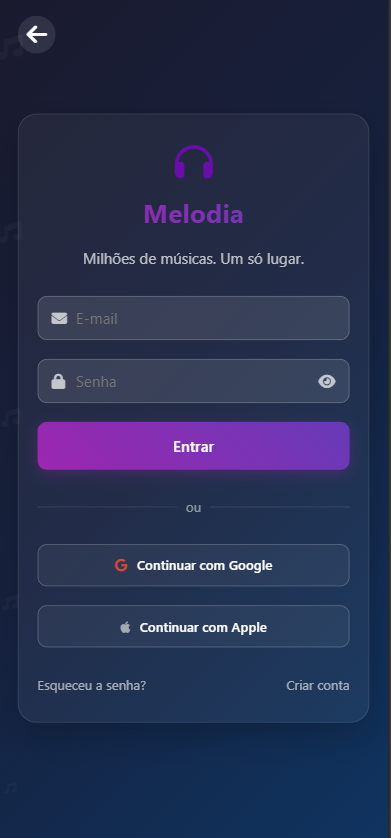 Melodia
Milhões de músicas. Um só lugar.
E-mail
Senha
Entrar
ou
Continuar com Google
Continuar com Apple
Esqueceu a senha? Criar conta